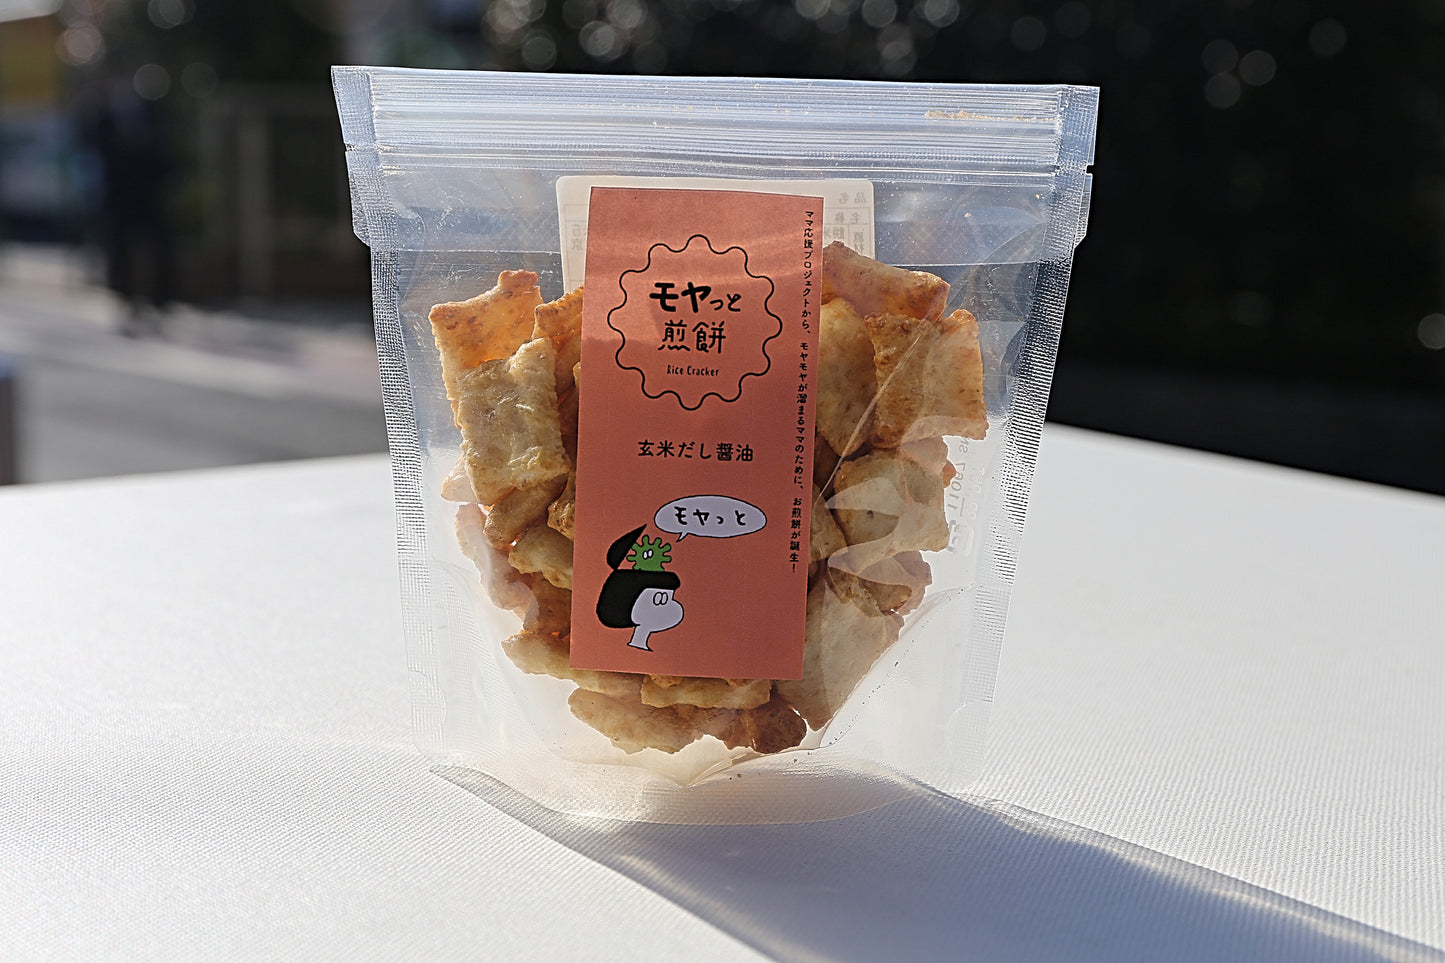 モヤっと
煎餅
Rice Cracker
玄米だし醤油
モヤっと
ママ応援プロジェクトから、モヤモヤが溜まるママのために、お煎餅が誕生！
品名